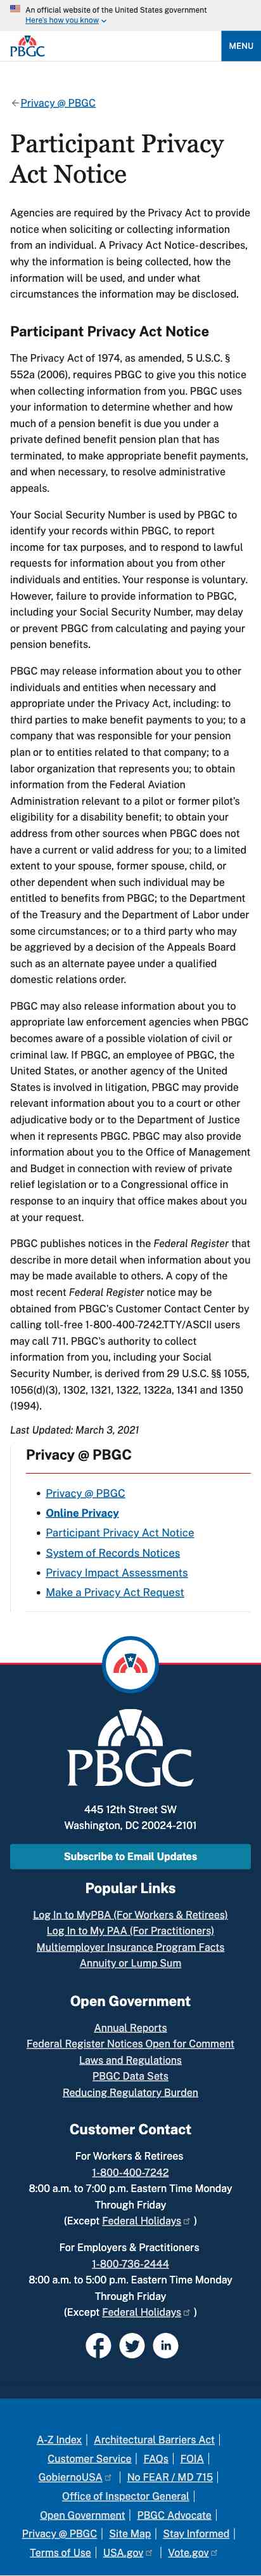 An official website of the United States government
Here's how you know
PBGC
MENU
Privacy @ PBGC
Participant Privacy
Act Notice
Agencies are required by the Privacy Act to provide
notice when soliciting or collecting information
from an individual. A Privacy Act Notice-describes,
why the information is being collected, how the
information will be used, and under what
circumstances the information may be disclosed.
Participant Privacy Act Notice
The Privacy Act of 1974, as amended, 5 U.S.C. §
552a (2006), requires PBGC to give you this notice
when collecting information from you. PBGC uses
your information to determine whether and how
much of a pension benefit is due you under a
private defined benefit pension plan that has
terminated, to make appropriate benefit payments,
and when necessary, to resolve administrative
appeals.
Your Social Security Number is used by PBGC to
identify your records within PBGC, to report
income for tax purposes, and to respond to lawful
requests for information about you from other
individuals and entities. Your response is voluntary.
However, failure to provide information to PBGC,
including your Social Security Number, may delay
or prevent PBGC from calculating and paying your
pension benefits.
PBGC may release information about you to other
individuals and entities when necessary and
appropriate under the Privacy Act, including: to
third parties to make benefit payments to you; to a
company that was responsible for your pension
plan or to entities related to that company; to a
labor organization that represents you; to obtain
information from the Federal Aviation
Administration relevant to a pilot or former pilot's
eligibility for a disability benefit; to obtain your
address from other sources when PBGC does not
have a current or valid address for you; to a limited
extent to your spouse, former spouse, child, or
other dependent when such individual may be
entitled to benefits from PBGC; to the Department
of the Treasury and the Department of Labor under
some circumstances; or to a third party who may
be aggrieved by a decision of the Appeals Board
such as an alternate payee under a qualified
domestic relations order.
PBGC may also release information about you to
appropriate law enforcement agencies when PBGC
becomes aware of a possible violation of civil or
criminal law. If PBGC, an employee of PBGC, the
United States, or another agency of the United
States is involved in litigation, PBGC may provide
relevant information about you to a court or other
adjudicative body or to the Department of Justice
when it represents PBGC. PBGC may also provide
information about you to the Office of Management
and Budget in connection with review of private
relief legislation or to a Congressional office in
response to an inquiry that office makes about you
at your request.
PBGC publishes notices in the Federal Register that
describe in more detail when information about you
may be made available to others. A copy of the
most recent Federal Register notice may be
obtained from PBGC's Customer Contact Center by
calling toll-free 1-800-400-7242.TTY/ASCII users
may call 711. PBGC's authority to collect
information from you, including your Social
Security Number, is derived from 29 U.S.C. §§ 1055,
1056(d)(3), 1302, 1321, 1322, 1322a, 1341 and 1350
(1994).
Last Updated: March 3, 2021
Privacy @ PBGC
Privacy @ PBGC
Online Privacy
Participant Privacy Act Notice
System of Records Notices
Privacy Impact Assessments
Make a Privacy Act Request
PBGC
445 12th Street SW
Washington, DC 20024-2101
Subscribe to Email Updates
Popular Links
Log In to MyPBA (For Workers & Retirees)
Log In to My PAA (For Practitioners)
Multiemployer Insurance Program Facts
Annuity or Lump Sum
Open Government
Annual Reports
Federal Register Notices Open for Comment
Laws and Regulations
PBGC Data Sets
Reducing Regulatory Burden
Customer Contact
For Workers & Retirees
1-800-400-7242
8:00 a.m. to 7:00 p.m. Eastern Time Monday
Through Friday
(Except Federal Holidays )
For Employers & Practitioners
1-800-736-2444
8:00 a.m. to 5:00 p.m. Eastern Time Monday
Through Friday
(Except Federal Holidays )
A-Z Index | Architectural Barriers Act |
Customer Service | FAQs | FOIA |
GobiernoUSA | No FEAR / MD 715 |
Office of Inspector General |
Open Government | PBGC Advocate |
Privacy @ PBGC | Site Map | Stay Informed |
Terms of Use | USA.gov | Vote.gov